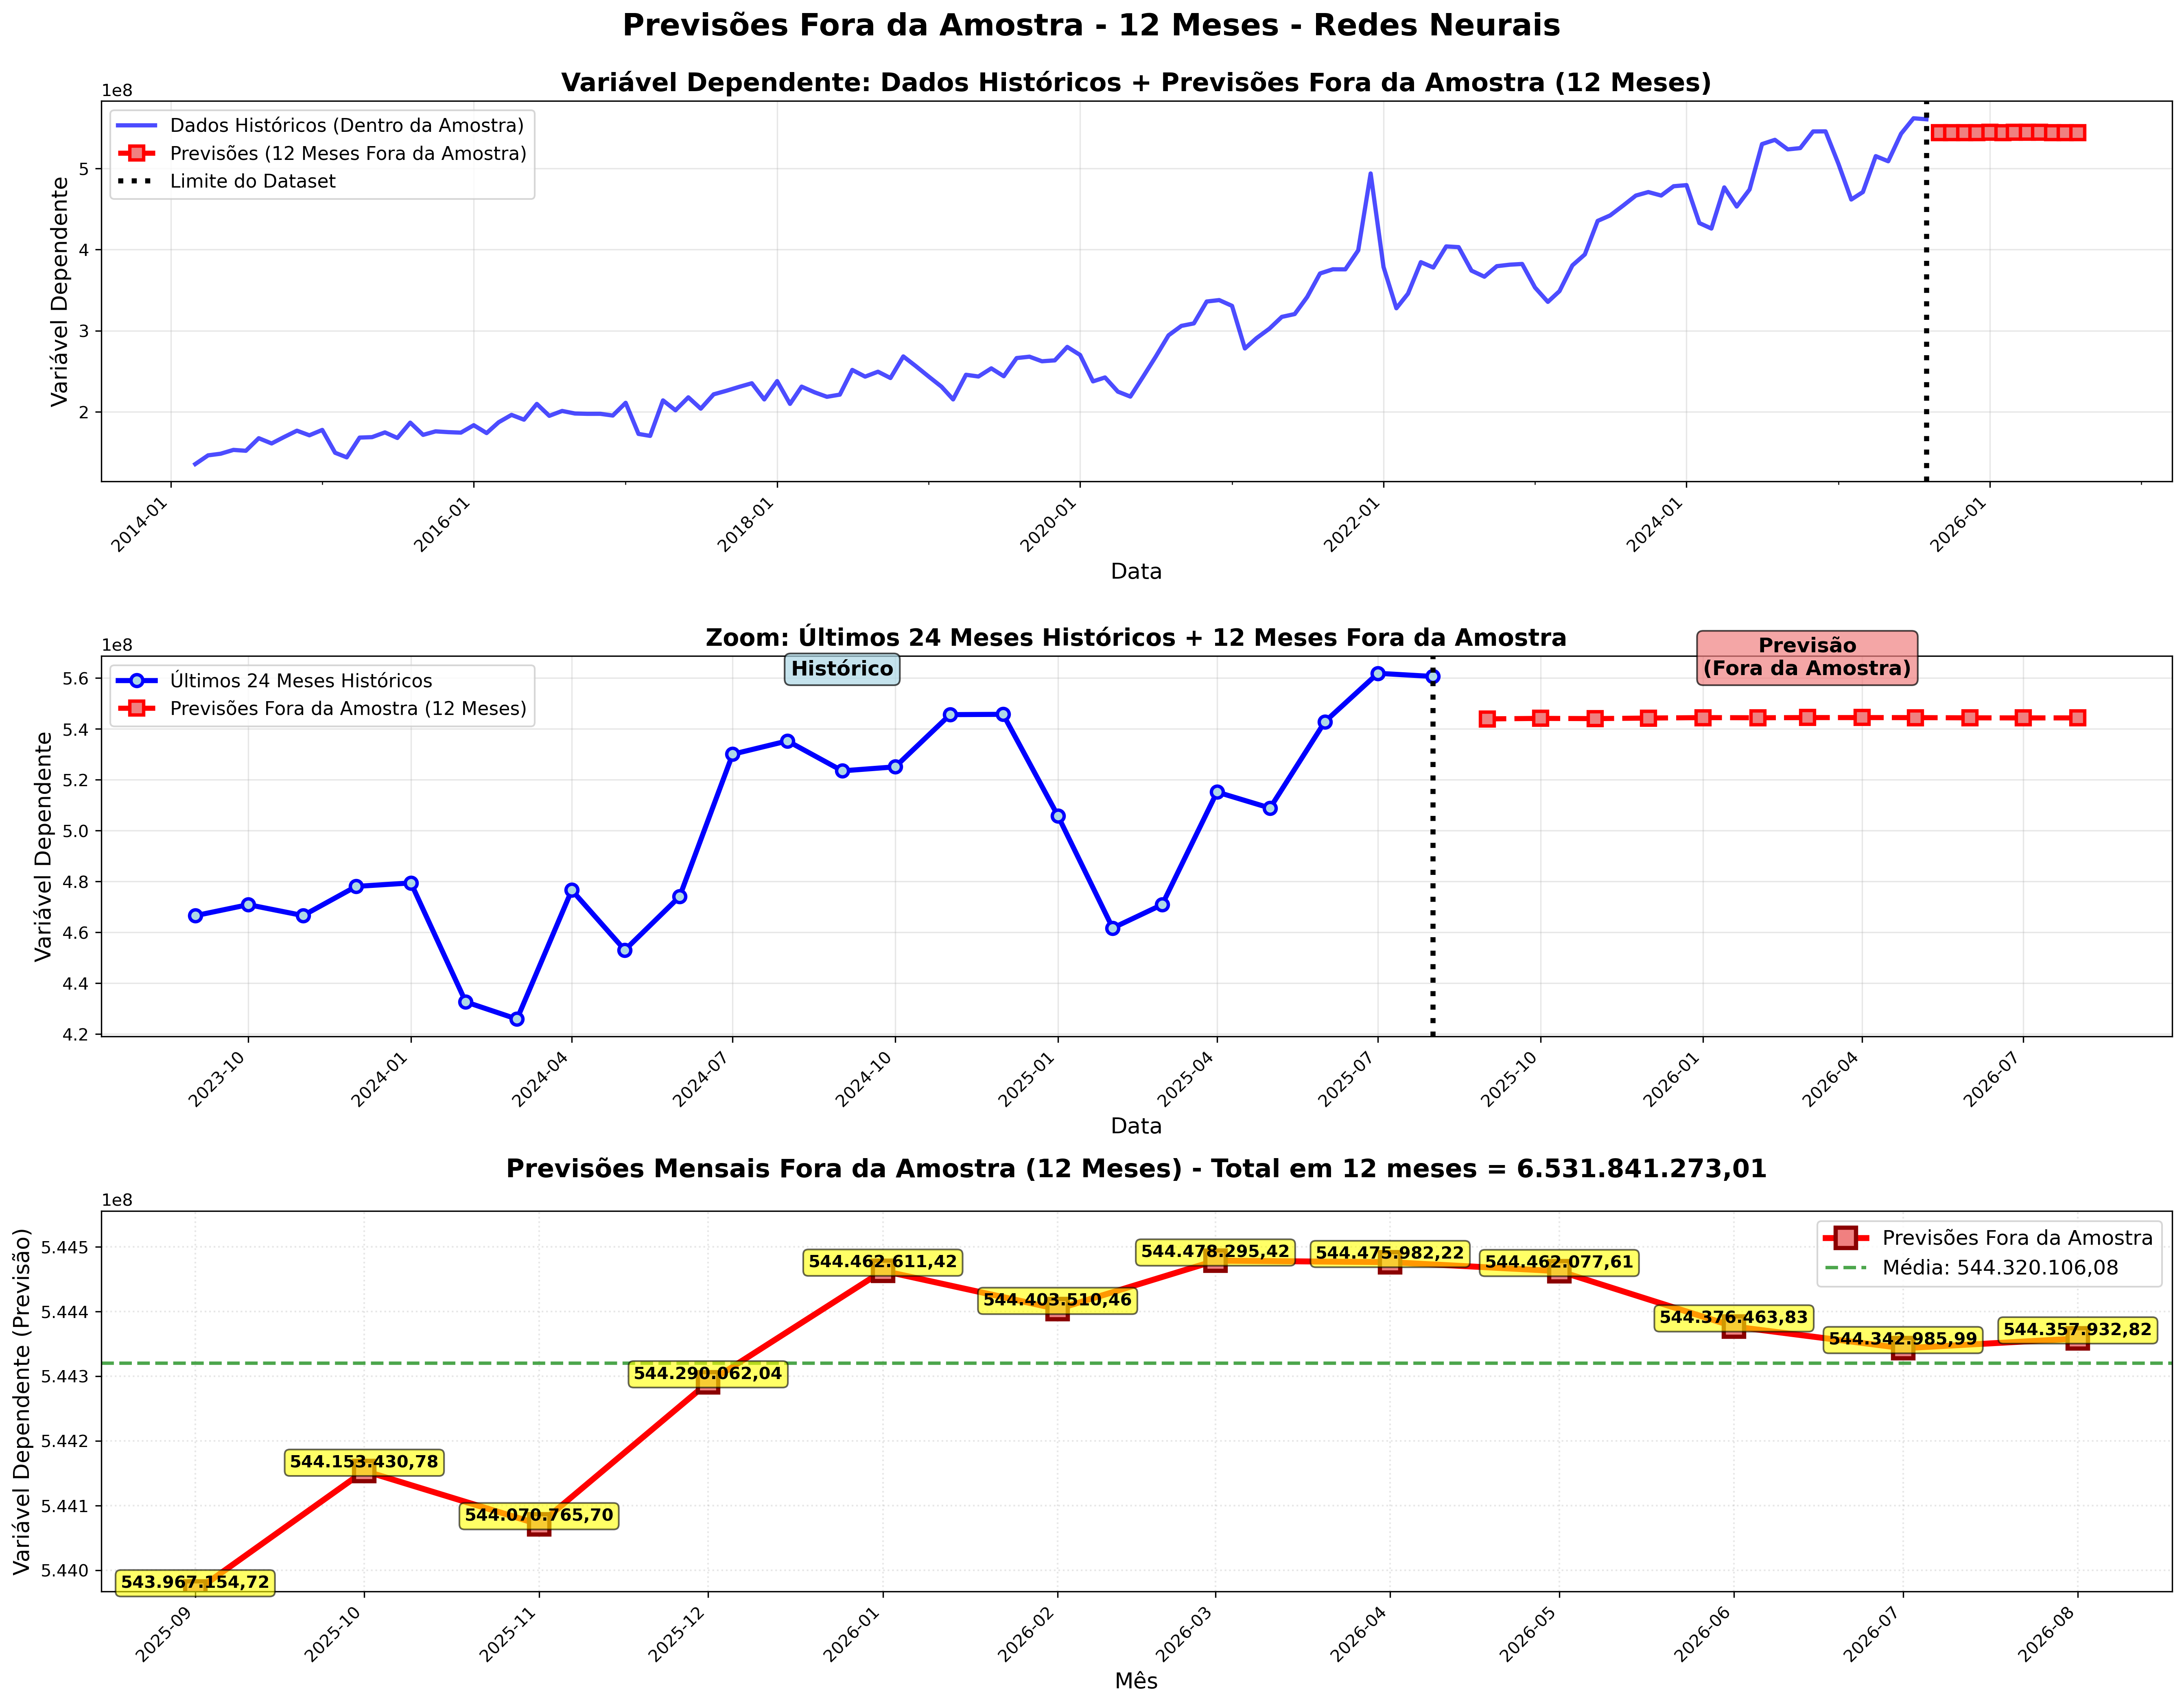 Previsões Fora da Amostra - 12 Meses - Redes Neurais
Variável Dependente: Dados Históricos + Previsões Fora da Amostra (12 Meses)
1e8
Dados Históricos (Dentro da Amostra)
Previsões (12 Meses Fora da Amostra)
Limite do Dataset
Variável Dependente
5
4
3
2
2014-01
2016-01
2018-01
2020-01
2022-01
2024-01
2026-01
Data
Zoom: Últimos 24 Meses Históricos + 12 Meses Fora da Amostra
1e8
Últimos 24 Meses Históricos
Previsões Fora da Amostra (12 Meses)
Histórico
Previsão
(Fora da Amostra)
Variável Dependente
5.6
5.4
5.2
5.0
4.8
4.6
4.4
4.2
2023-10
2024-01
2024-04
2024-07
2024-10
2025-01
2025-04
2025-07
2025-10
2026-01
2026-04
2026-07
Data
Previsões Mensais Fora da Amostra (12 Meses) - Total em 12 meses = 6.531.841.273,01
1e8
Previsões Fora da Amostra
Média: 544.320.106,08
Variável Dependente (Previsão)
5.445
5.444
5.443
5.442
5.441
5.440
543.967.154,72
544.153.430,78
544.070.765,70
544.290.062,04
544.462.611,42
544.403.510,46
544.478.295,42
544.475.982,22
544.462.077,61
544.376.463,83
544.342.985,99
544.357.932,82
2025-09
2025-10
2025-11
2025-12
2026-01
2026-02
2026-03
2026-04
2026-05
2026-06
2026-07
2026-08
Mês